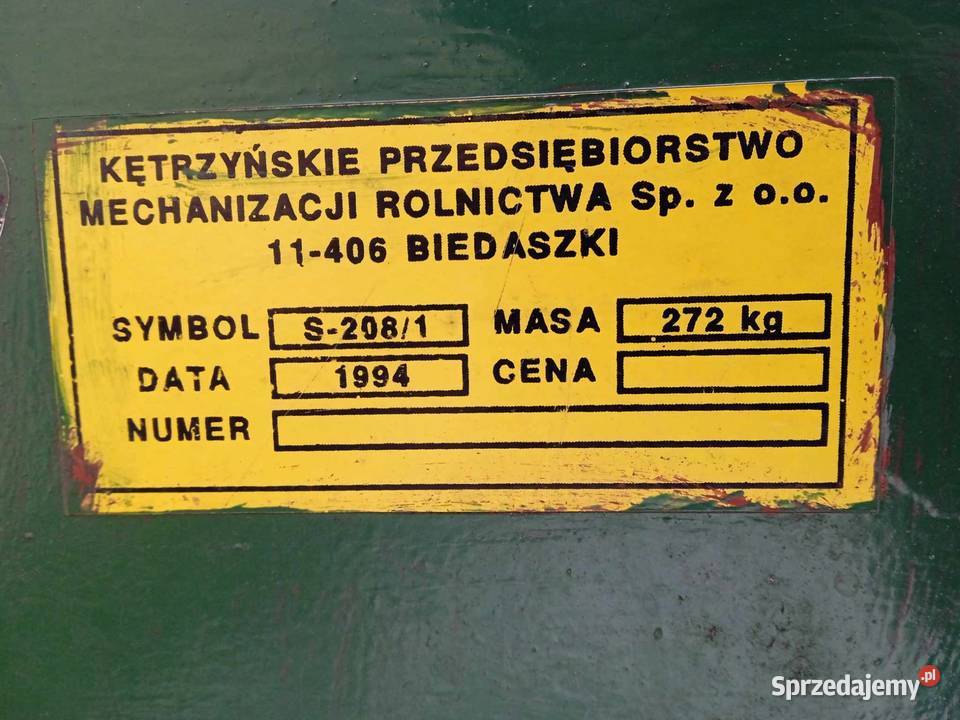 KĘTRZYŃSKIE PRZEDSIĘBIORSTWO
MECHANIZACJI ROLNICTWA Sp. z o.o.
11-406 BIEDASZKI
SYMBOL S-208/1 MASA 272 kg
DATA 1994 CENA
NUMER
Sprzedajemy.pl